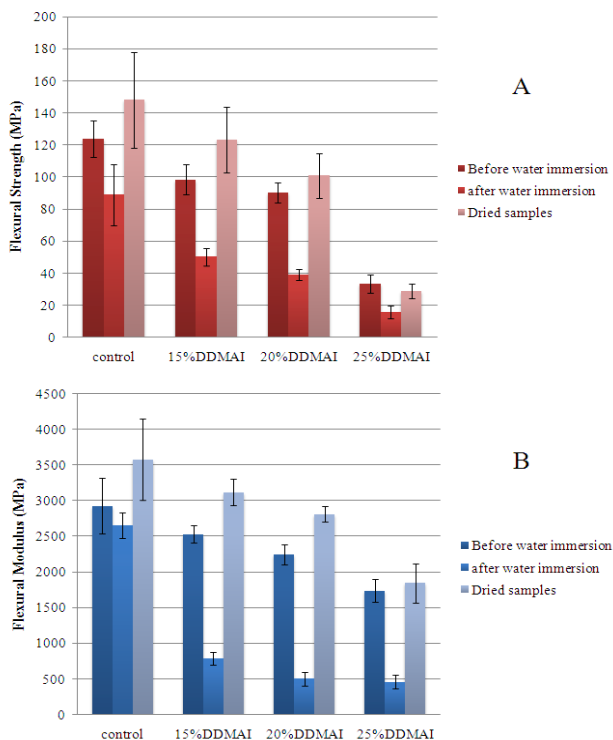 200
180
160
140
120
100
80
60
40
20
0
Flexural Strength (MPa)
control 15%DDMAI 20%DDMAI 25%DDMAI
A
Before water immersion
after water immersion
Dried samples
4500
4000
3500
3000
2500
2000
1500
1000
500
0
Flexural Modulus (MPa)
control 15%DDMAI 20%DDMAI 25%DDMAI
B
Before water immersion
after water immersion
Dried samples